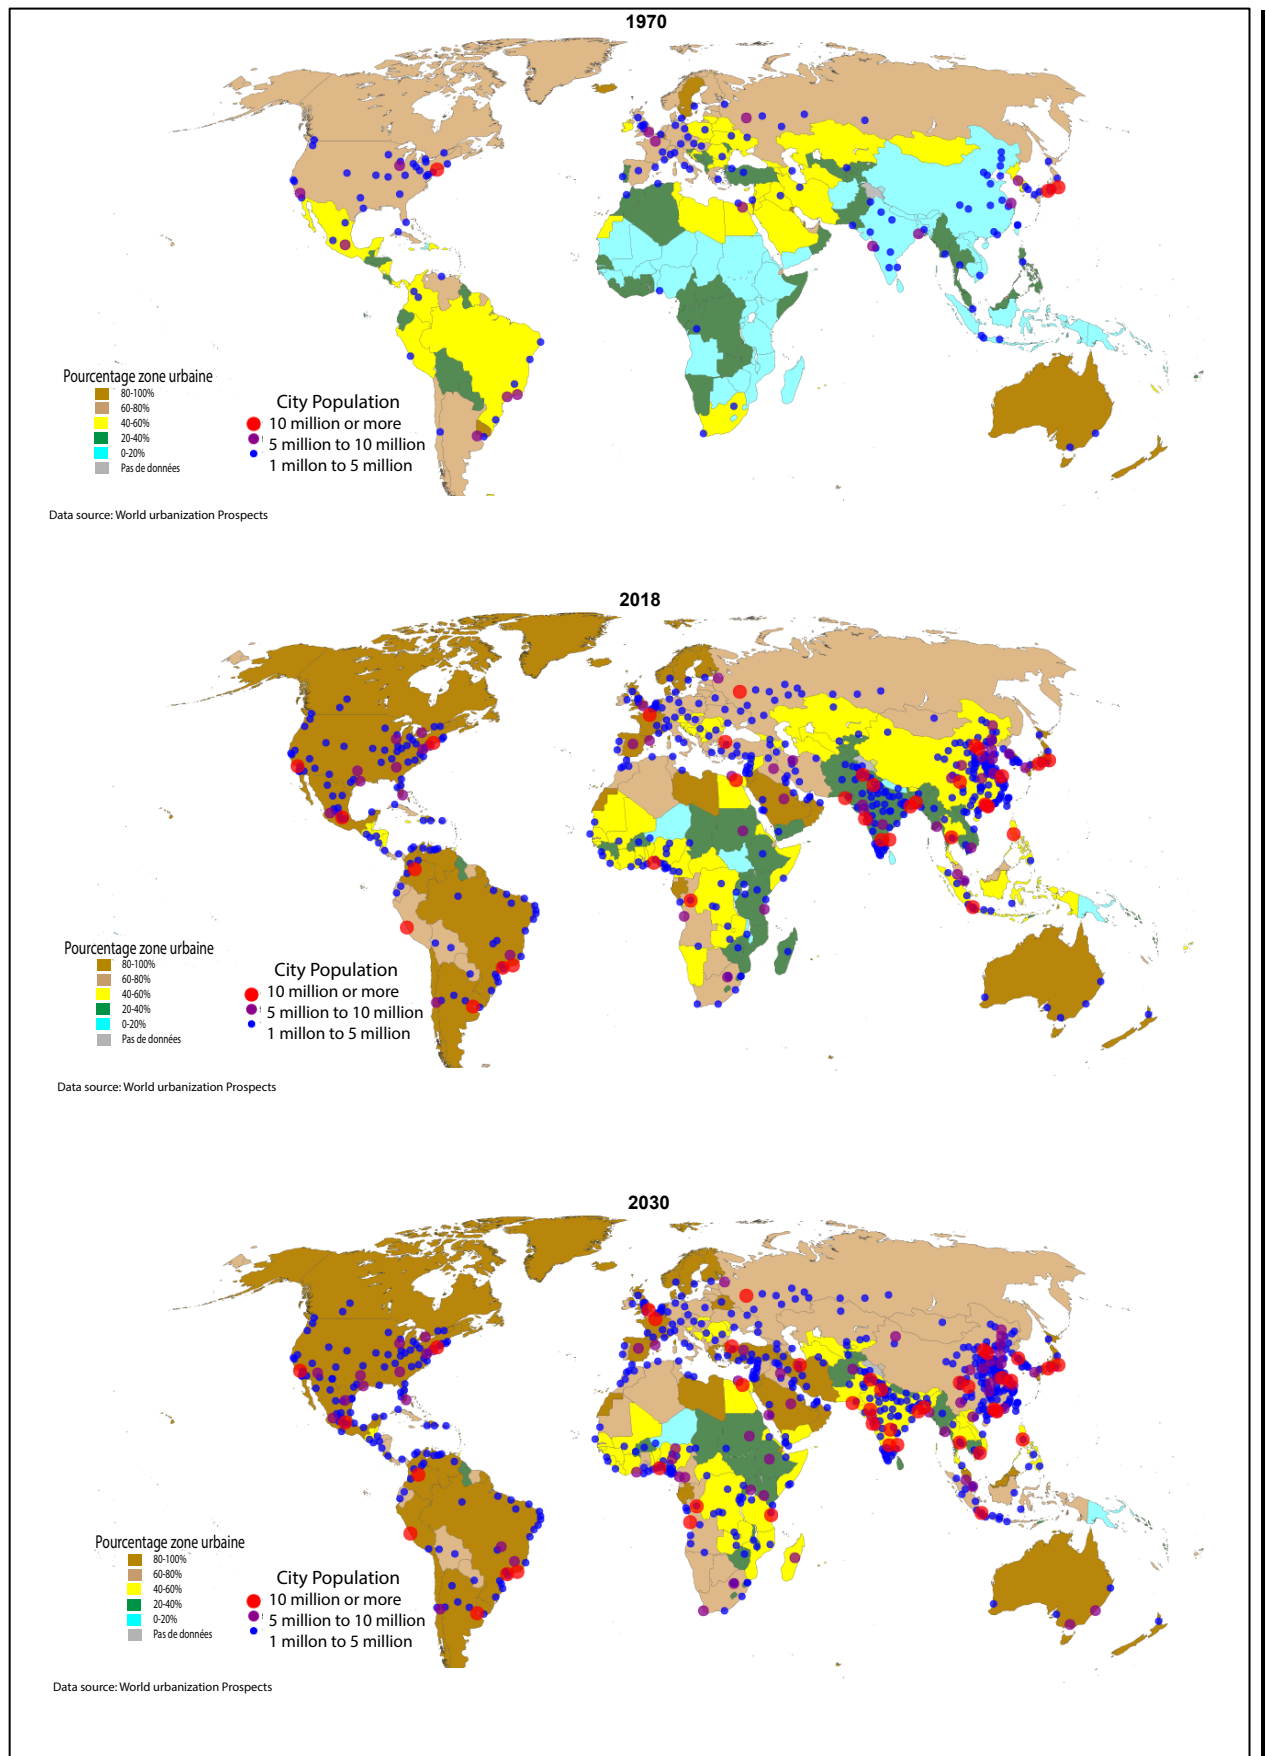 1970
Pourcentage zone urbaine
80-100%
60-80%
40-60%
20-40%
0-20%
Pas de données
City Population
10 million or more
5 million to 10 million
1 millon to 5 million
Data source: World urbanization Prospects
2018
Pourcentage zone urbaine
80-100%
60-80%
40-60%
20-40%
0-20%
Pas de données
City Population
10 million or more
5 million to 10 million
1 millon to 5 million
Data source: World urbanization Prospects
2030
Pourcentage zone urbaine
80-100%
60-80%
40-60%
20-40%
0-20%
Pas de données
City Population
10 million or more
5 million to 10 million
1 millon to 5 million
Data source: World urbanization Prospects